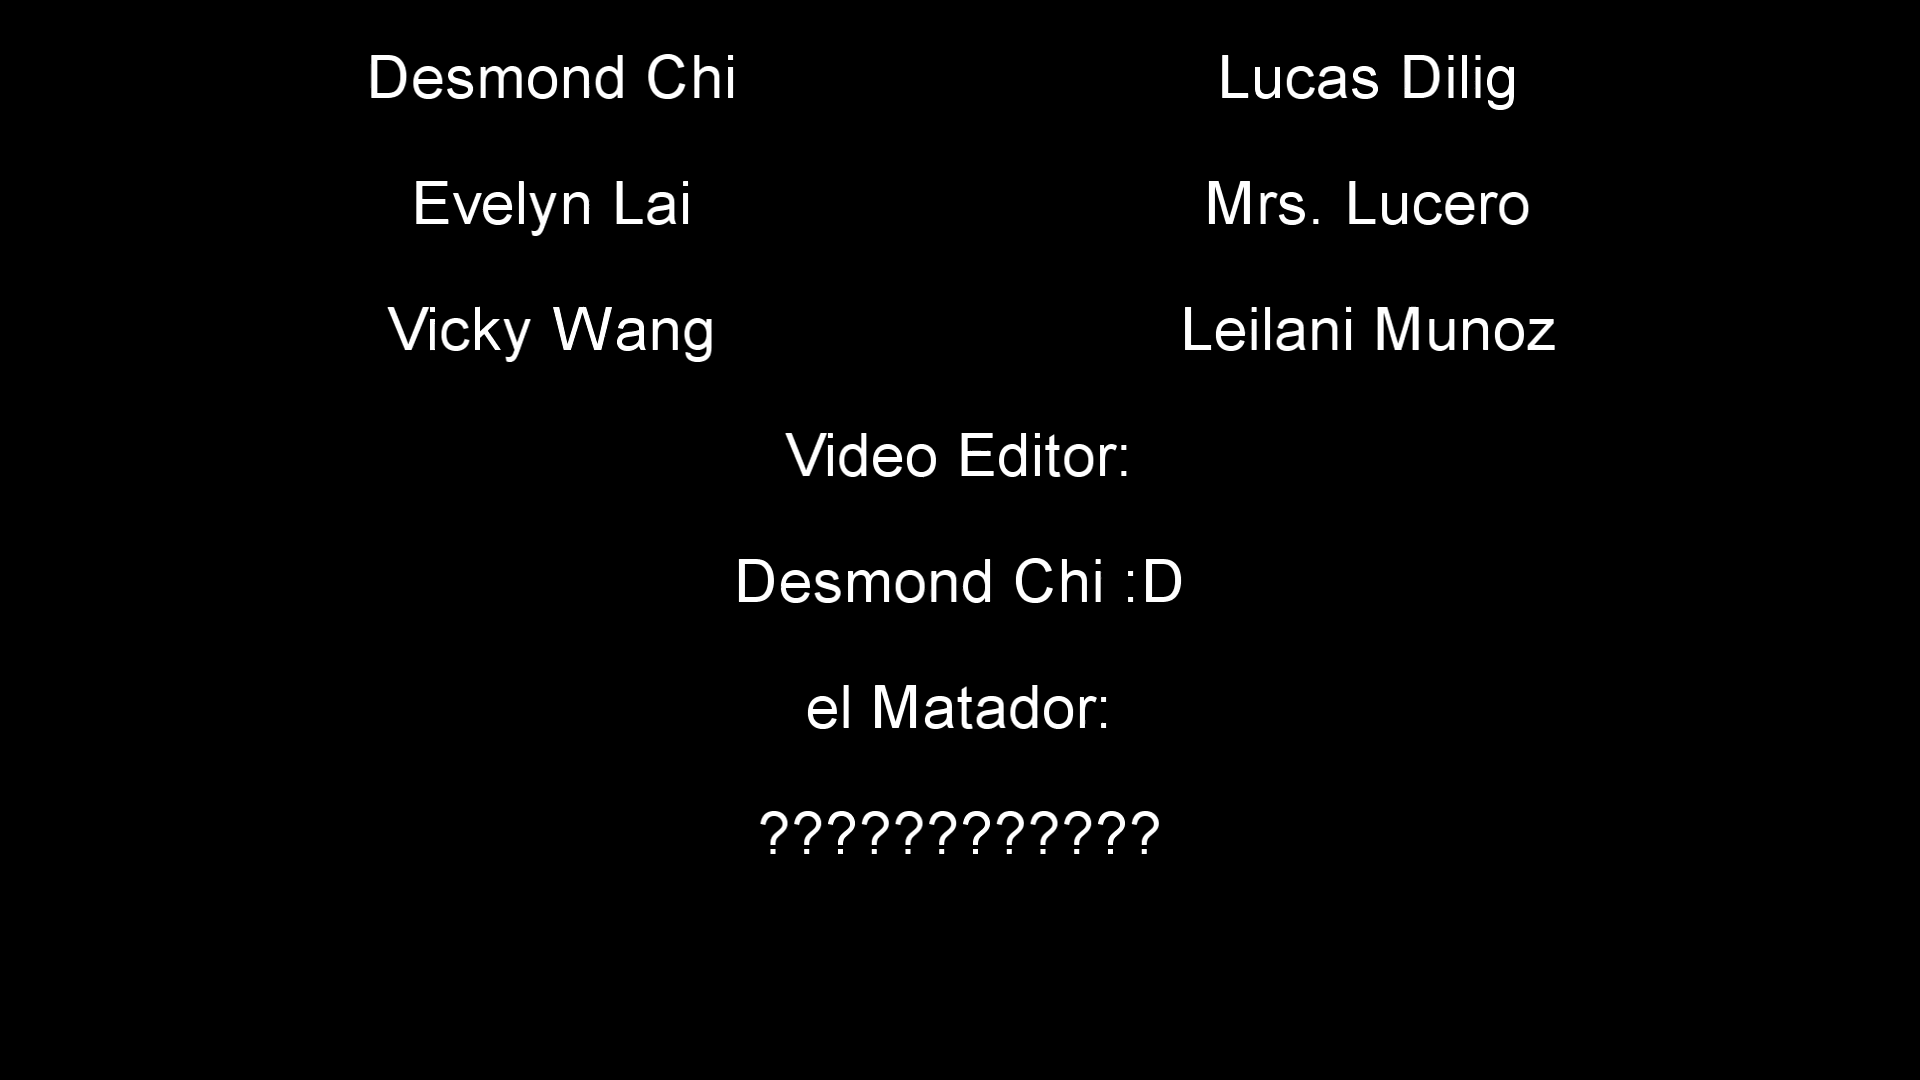 Desmond Chi Lucas Dilig
Evelyn Lai Mrs. Lucero
Vicky Wang Leilani Munoz
Video Editor:
Desmond Chi :D
el Matador:
????????????